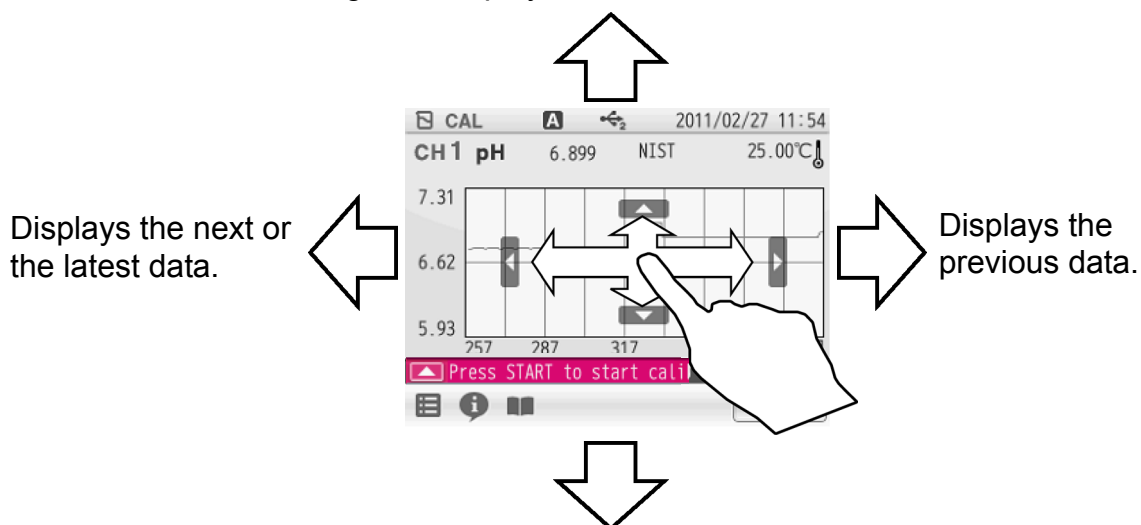 CAL A 2 2011/02/27 11:54
CH1 pH 6.899 NIST 25.00℃
7.31
Displays the next or
the latest data.
Displays the
previous data.
6.62
5.93
257 287 317
Press START to start cali